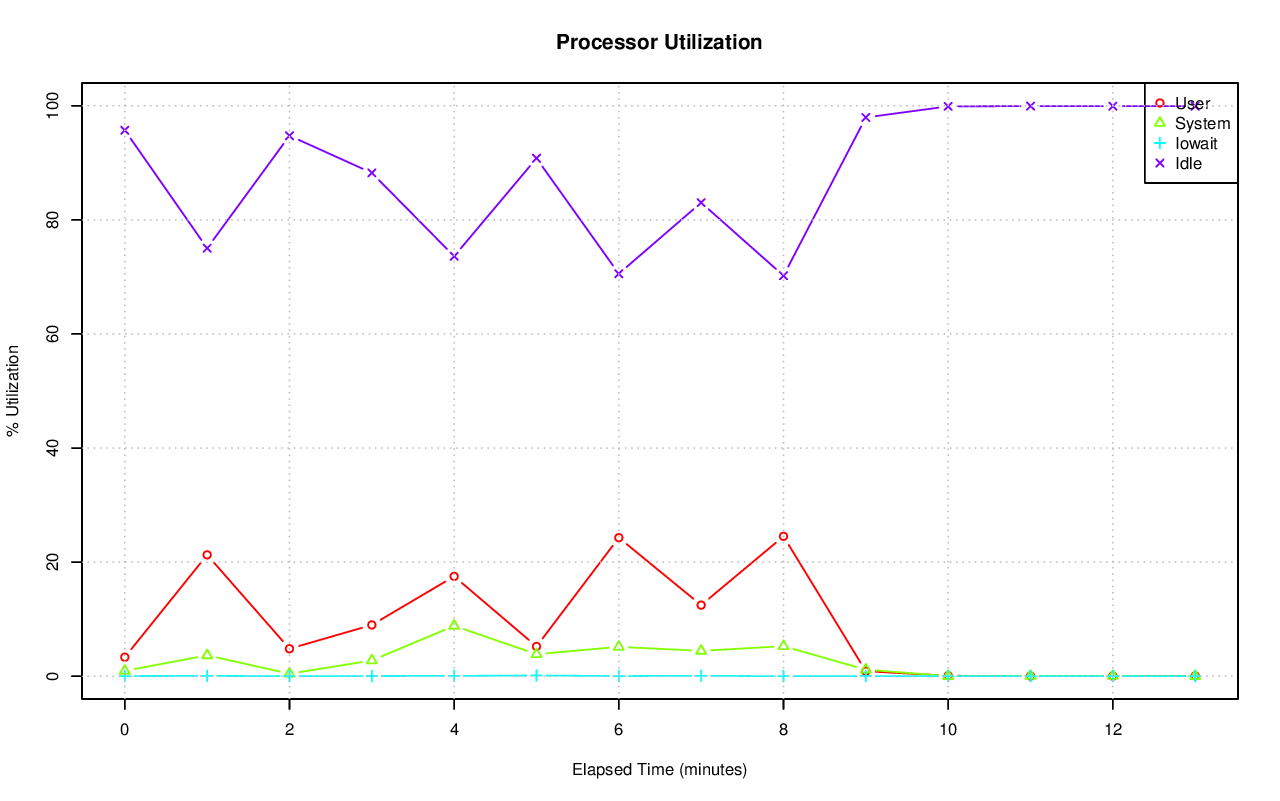 Processor Utilization
User
System
Iowait
Idle
100
80
60
40
20
0
% Utilization
0 2 4 6 8 10 12
Elapsed Time (minutes)